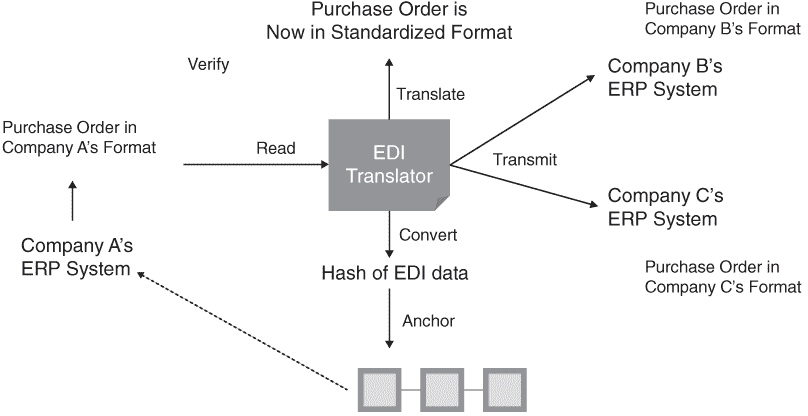 Purchase Order is
Now in Standardized Format
Purchase Order in
Company B's Format
Verify
Company B's
ERP System
Translate
Purchase Order in
Company A's Format
Read
EDI
Translator
Transmit
Company C's
ERP System
Convert
Company A's
ERP System
Hash of EDI data
Purchase Order in
Company C's Format
Anchor